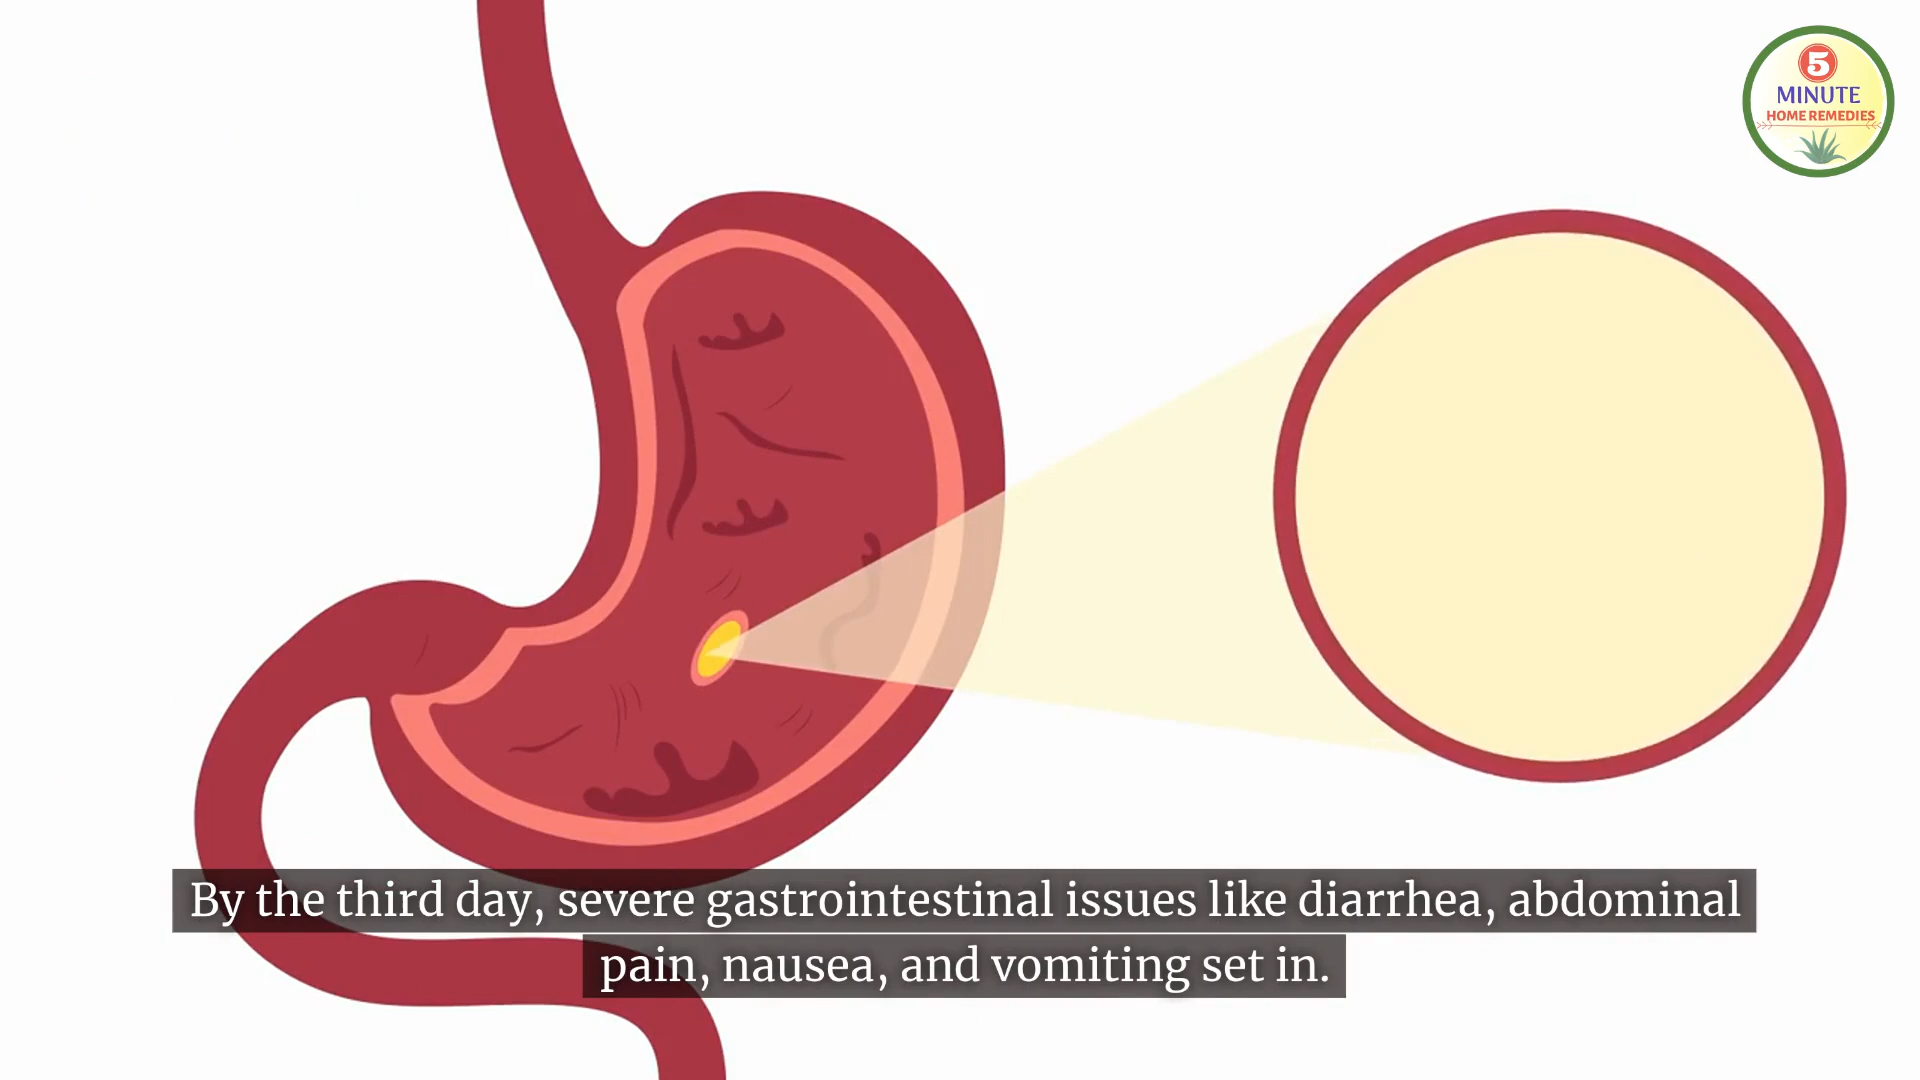 5
MINUTE
HOME REMEDIES
By the third day, severe gastrointestinal issues like diarrhea, abdominal
pain, nausea, and vomiting set in.